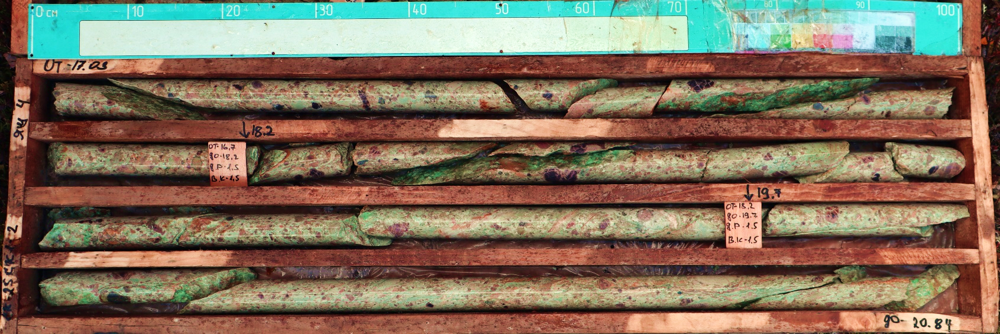 0 см 10 20 30 40 50 60 70 80 90 100
ОТ-17.03
ящ 4
↓18.2
ОТ-16,7
до-18,2
д.р-1.5
В.К-1,5
↓19.7
ОТ-18.2
до-19.7
д.р-1.5
В.К-1,5
до- 20.84